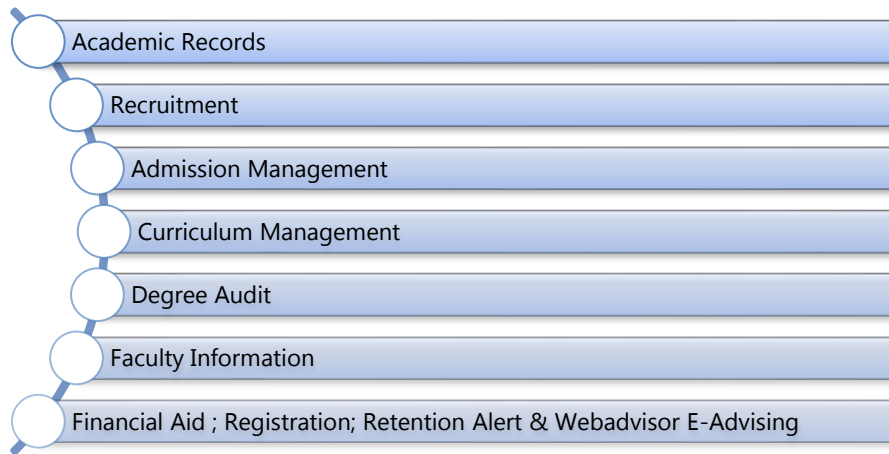 Academic Records
Recruitment
Admission Management
Curriculum Management
Degree Audit
Faculty Information
Financial Aid ; Registration; Retention Alert & Webadvisor E-Advising